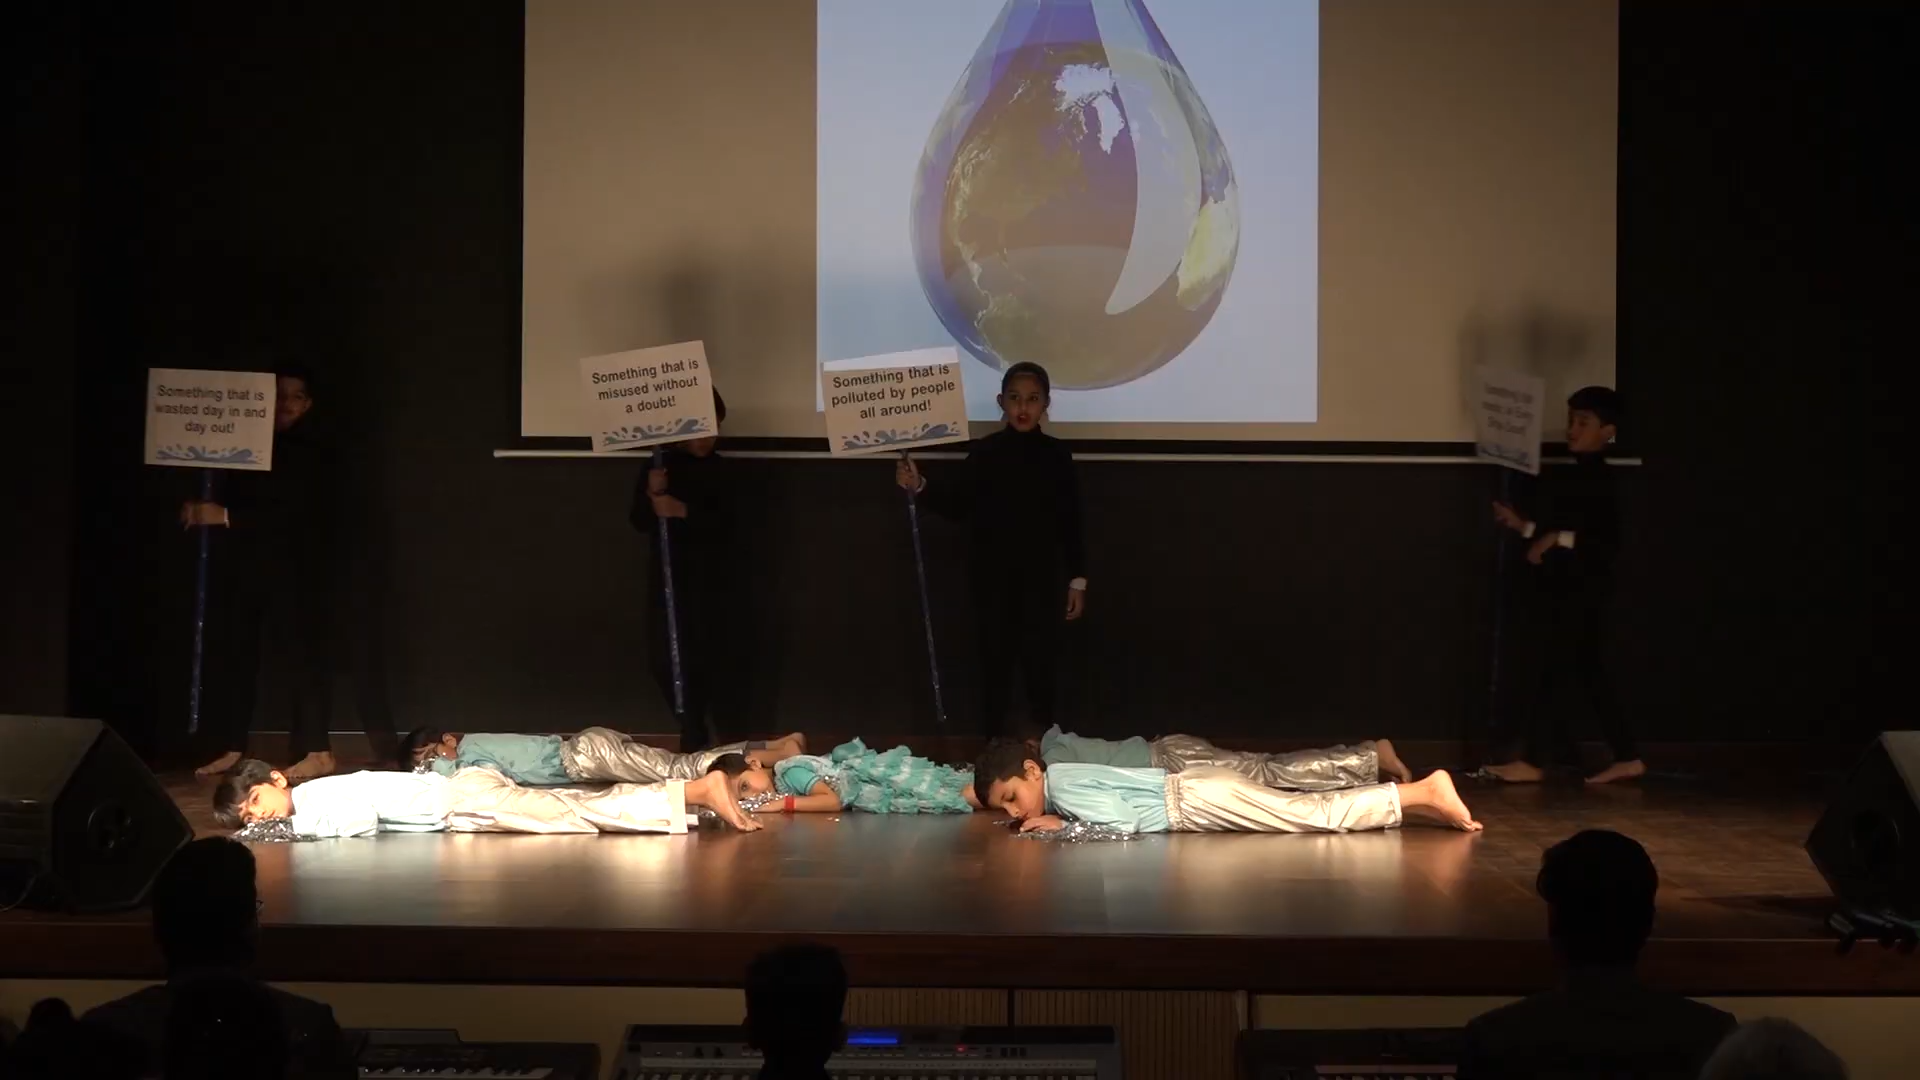 Something that is
wasted day in and
day out!
Something that is
misused without
a doubt!
Something that is
polluted by people
all around!